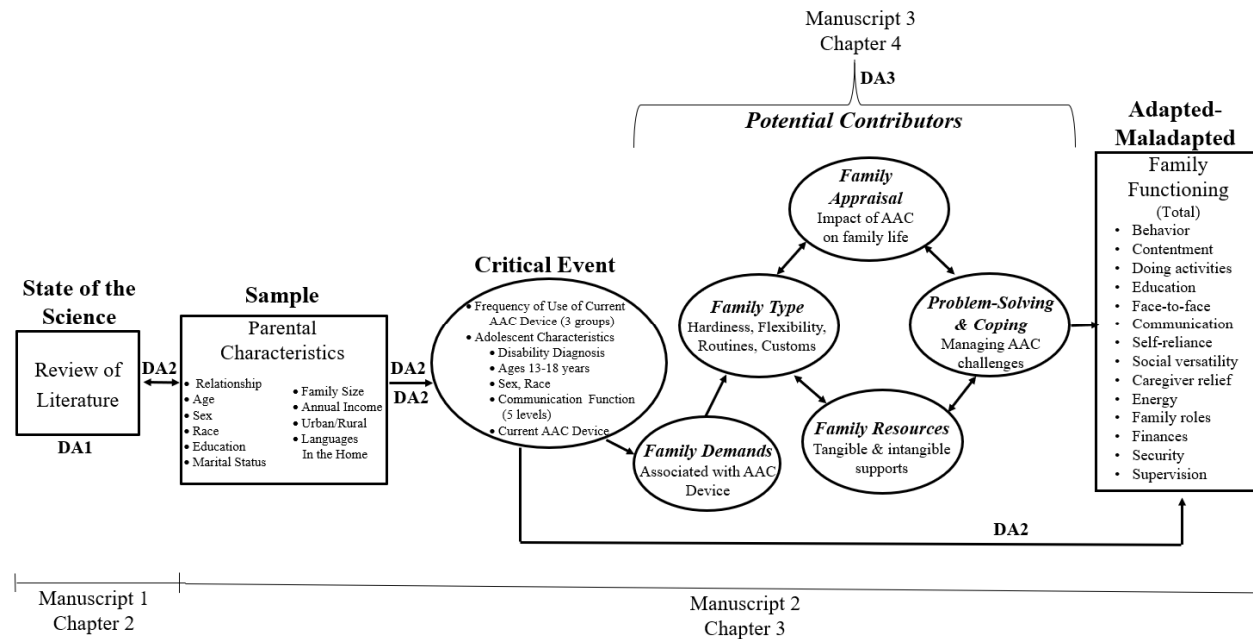 Manuscript 3
Chapter 4
DA3
Potential Contributors
Adapted-
Maladapted
Family
Functioning
(Total)
• Behavior
• Contentment
• Doing activities
• Education
• Face-to-face
• Communication
• Self-reliance
• Social versatility
• Caregiver relief
• Energy
• Family roles
• Finances
• Security
• Supervision
Family
Appraisal
Impact of AAC
on family life
Family Type
Hardiness, Flexibility,
Routines, Customs
Problem-Solving
& Coping
Managing AAC
challenges
Family Resources
Tangible & intangible
supports
Family Demands
Associated with AAC
Device
Critical Event
• Frequency of Use of Current
AAC Device (3 groups)
• Adolescent Characteristics
• Disability Diagnosis
• Ages 13-18 years
• Sex, Race
• Communication Function
(5 levels)
• Current AAC Device
State of the
Science
Review of
Literature
DA1
DA2
Sample
Parental
Characteristics
• Relationship
• Age
• Sex
• Race
• Education
• Marital Status
• Family Size
• Annual Income
• Urban/Rural
• Languages
In the Home
DA2
DA2
DA2
Manuscript 1
Chapter 2
Manuscript 2
Chapter 3